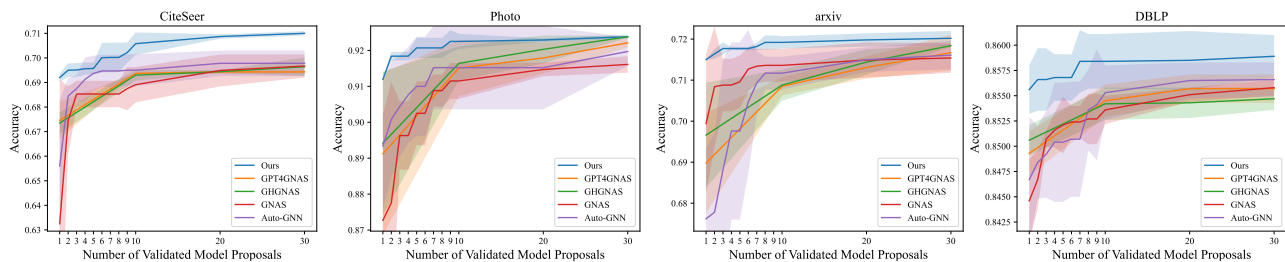 CiteSeer
0.71
0.70
0.69
0.68
0.67
0.66
0.65
0.64
0.63
Accuracy
Ours
GPT4GNAS
GHGNAS
GNAS
Auto-GNN
1 2 3 4 5 6 7 8 9 10 20 30
Number of Validated Model Proposals
Photo
0.92
0.91
0.90
0.89
0.88
0.87
Accuracy
Ours
GPT4GNAS
GHGNAS
GNAS
Auto-GNN
1 2 3 4 5 6 7 8 9 10 20 30
Number of Validated Model Proposals
arxiv
0.72
0.71
0.70
0.69
0.68
Accuracy
Ours
GPT4GNAS
GHGNAS
GNAS
Auto-GNN
1 2 3 4 5 6 7 8 9 10 20 30
Number of Validated Model Proposals
DBLP
0.8600
0.8575
0.8550
0.8525
0.8500
0.8475
0.8450
0.8425
Accuracy
Ours
GPT4GNAS
GHGNAS
GNAS
Auto-GNN
1 2 3 4 5 6 7 8 9 10 20 30
Number of Validated Model Proposals